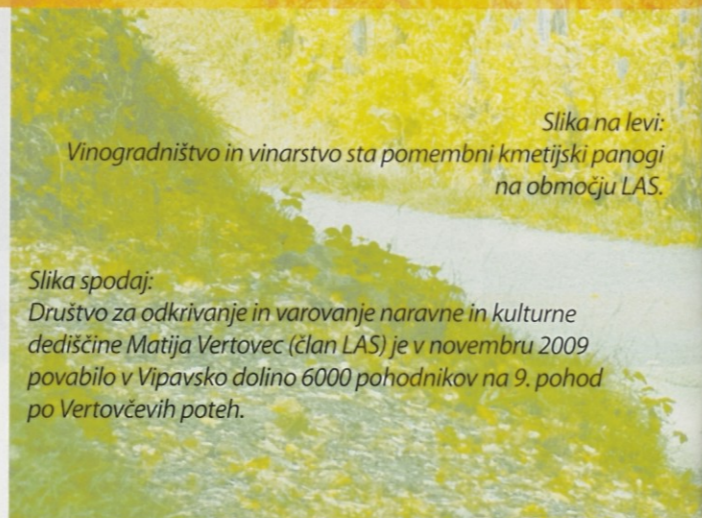 Slika na levi:
Vinogradništvo in vinarstvo sta pomembni kmetijski panogi
na območju LAS.
Slika spodaj:
Društvo za odkrivanje in varovanje naravne in kulturne
dediščine Matija Vertovec (član LAS) je v novembru 2009
povabilo v Vipavsko dolino 6000 pohodnikov na 9. pohod
po Vertovčevih poteh.